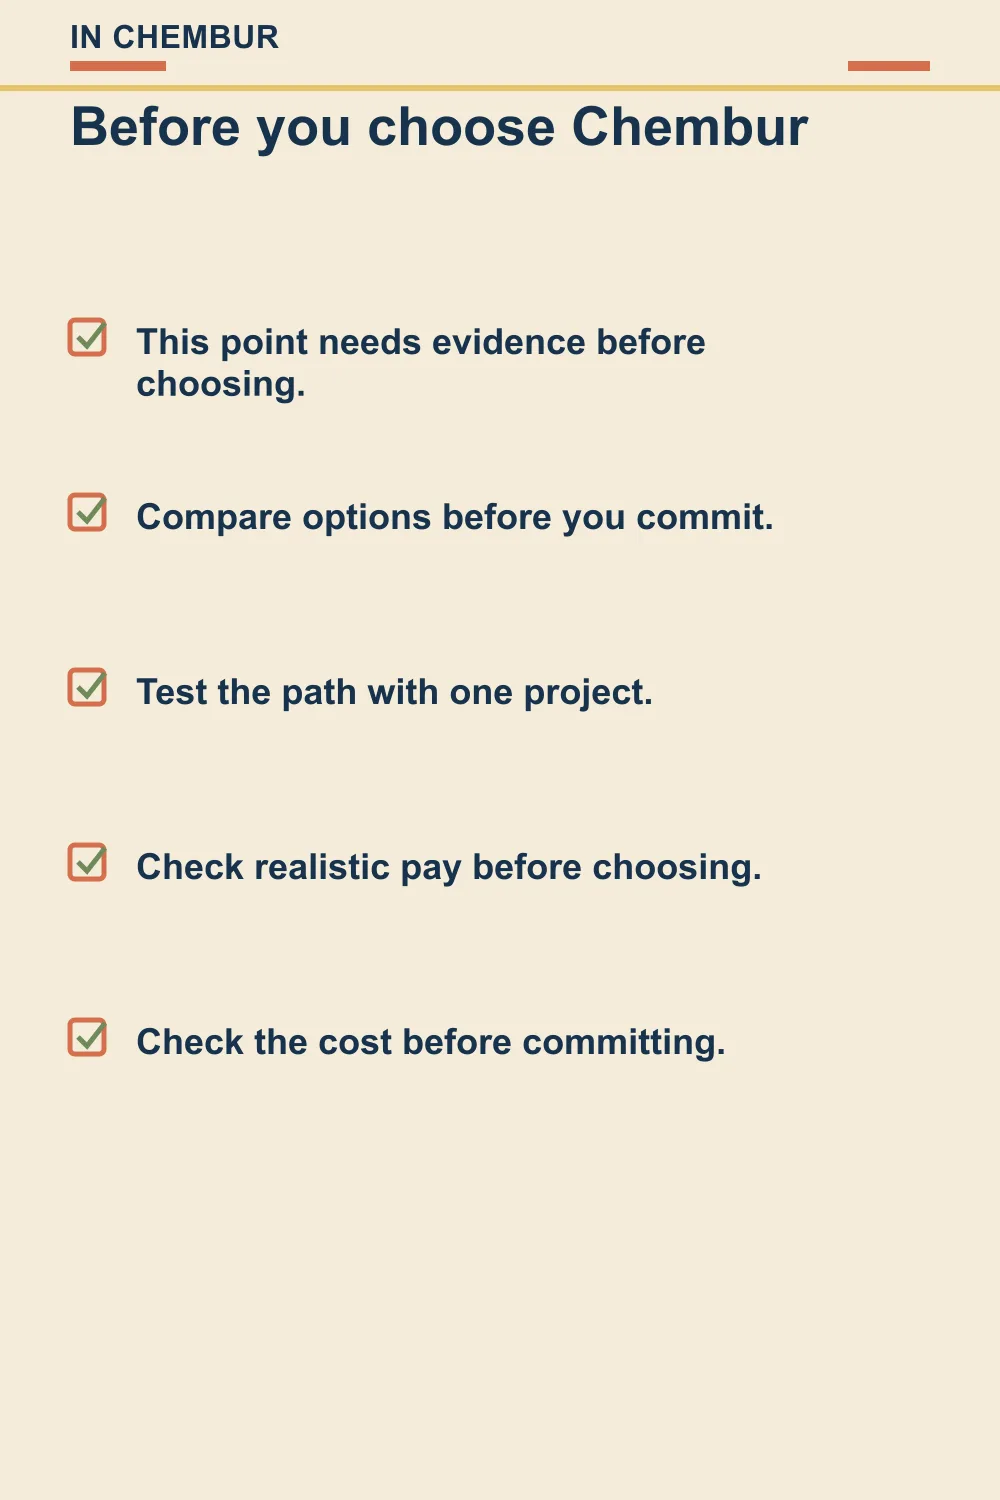 IN CHEMBUR
Before you choose Chembur
This point needs evidence before
choosing.
Compare options before you commit.
Test the path with one project.
Check realistic pay before choosing.
Check the cost before committing.